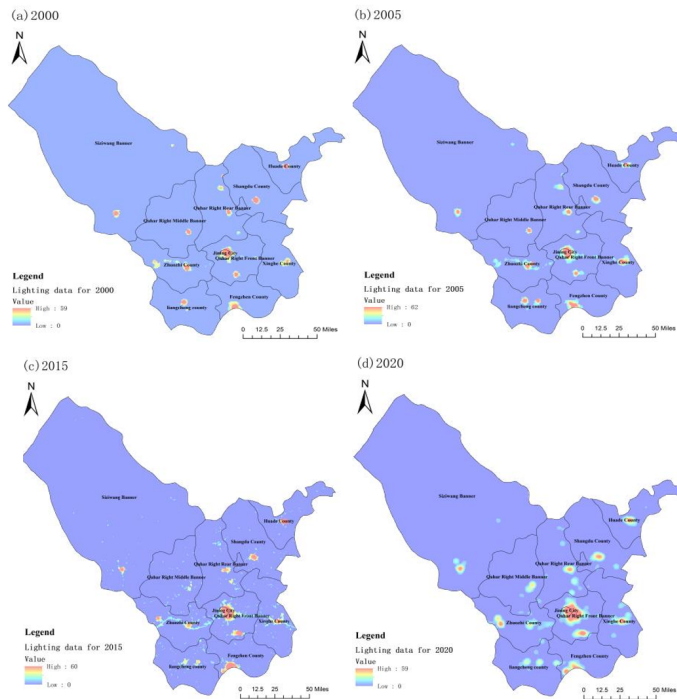 (a)2000
N
Siziwang Banner
Huade County
Shangdu County
Qahar Right Rear Banner
Qahar Right Middle Banner
Jining City
Qahar Right Front Banner
Zhuozhi County
Xinghe County
Fengzhen County
liangcheng county
Legend
Lighting data for 2000
Value
High : 59
Low : 0
0 12.5 25 50 Miles
(b)2005
N
Siziwang Banner
Huade County
Shangdu County
Qahar Right Rear Banner
Qahar Right Middle Banner
Jining City
Qahar Right Front Banner
Zhuozhi County
Xinghe County
Fengzhen County
liangcheng county
Legend
Lighting data for 2005
Value
High : 62
Low : 0
0 12.5 25 50 Miles
(c)2015
N
Siziwang Banner
Huade County
Shangdu County
Qahar Right Rear Banner
Qahar Right Middle Banner
Jining City
Qahar Right Front Banner
Zhuozhi County
Xinghe County
Fengzhen County
liangcheng county
Legend
Lighting data for 2015
Value
High : 60
Low : 0
0 12.5 25 50 Miles
(d)2020
N
Siziwang Banner
Huade County
Shangdu County
Qahar Right Rear Banner
Qahar Right Middle Banner
Jining City
Qahar Right Front Banner
Zhuozhi County
Xinghe County
Fengzhen County
liangcheng county
Legend
Lighting data for 2020
Value
High : 59
Low : 0
0 12.5 25 50 Miles